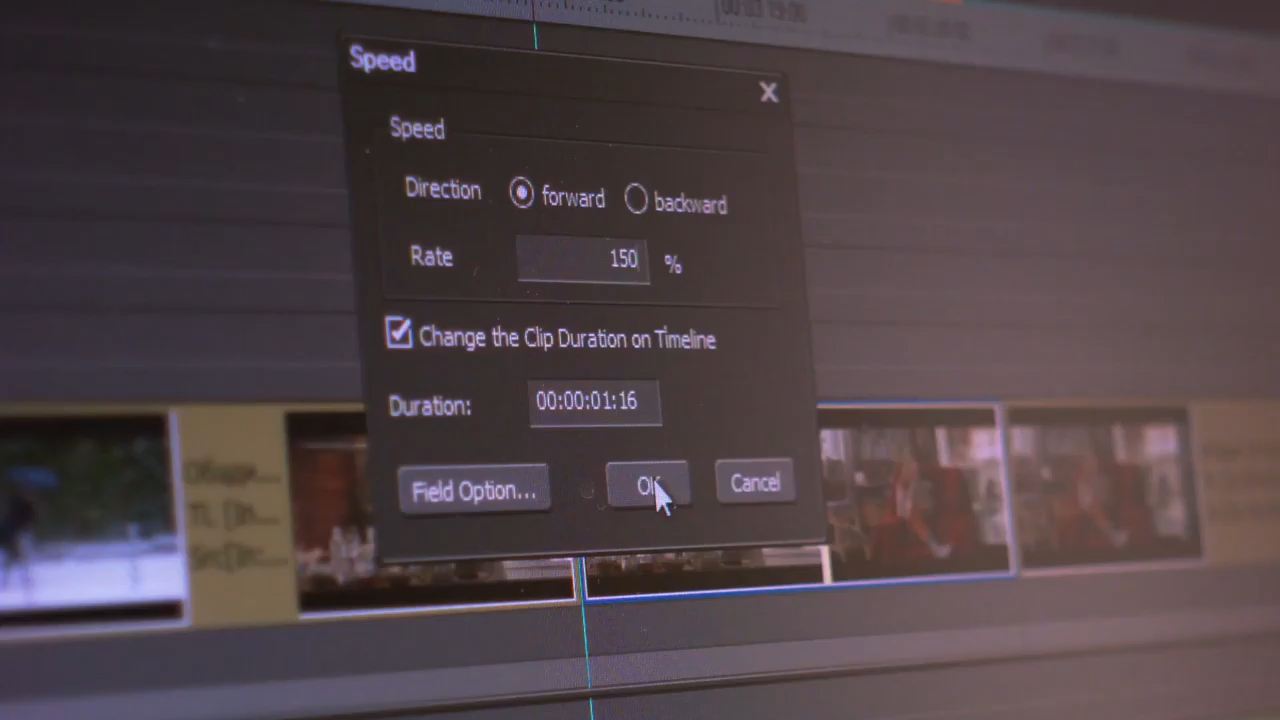 Speed
X
Speed
Direction forward backward
Rate 150 %
Change the Clip Duration on Timeline
Duration: 00:00:01:16
Field Option... OK Cancel